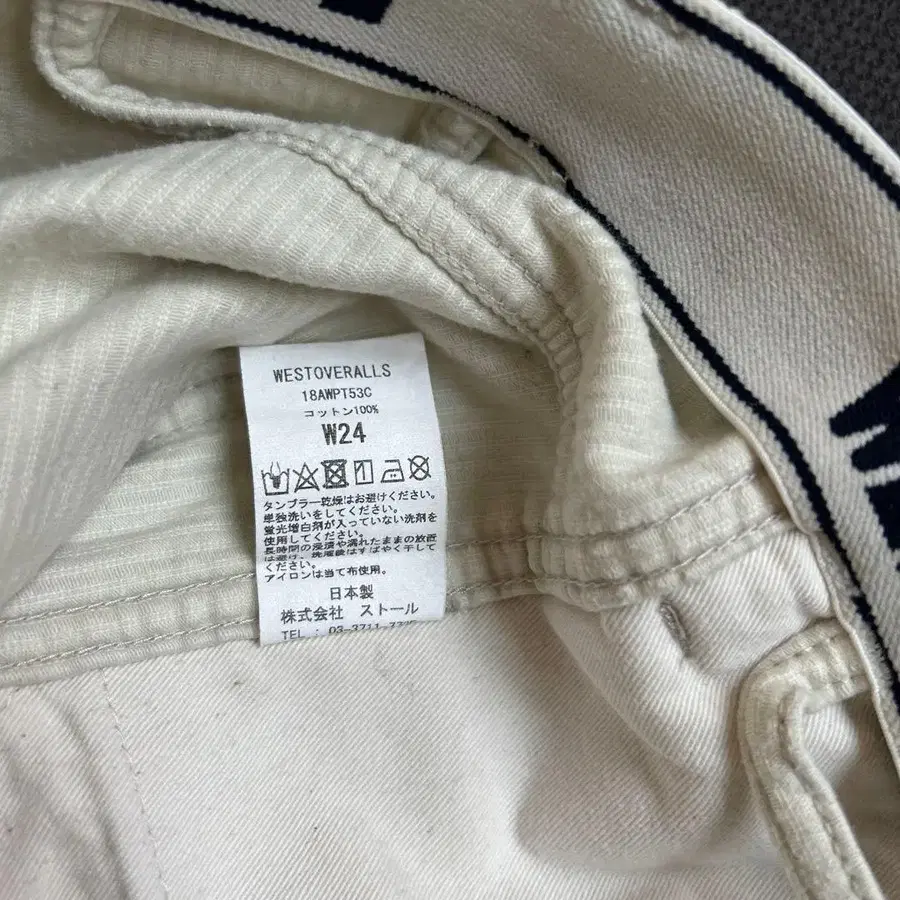 WESTOVERALLS
18AWPT53C
コットン100%
W24
タンブラー乾燥はお避けください。
単独洗いをしてください。
蛍光増白剤が入っていない洗剤を
使用してください。
長時間の浸漬や濡れたままの放置
は避け、洗濯後はすばやく干して
ください。
アイロンは当て布使用。
日本製
株式会社 ストール
TEL : 03-3711-